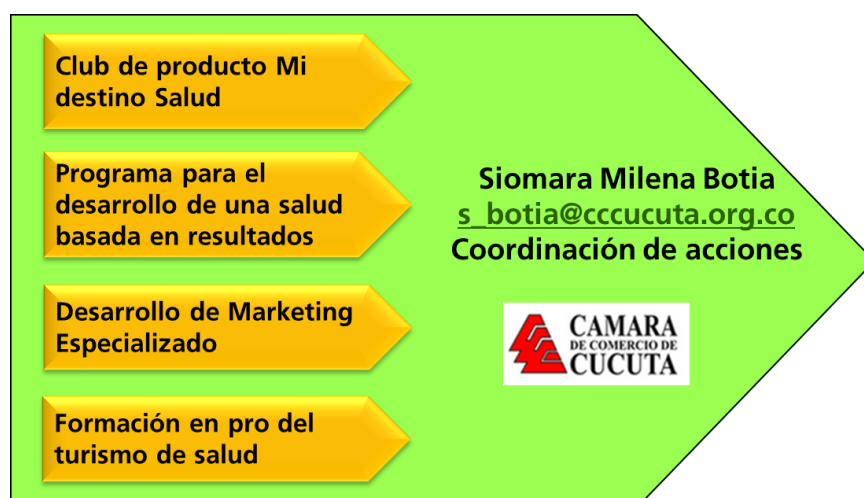 Club de producto Mi
destino Salud
Programa para el
desarrollo de una salud
basada en resultados
Desarrollo de Marketing
Especializado
Formación en pro del
turismo de salud
Siomara Milena Botia
s_botia@cccucuta.org.co
Coordinación de acciones
CAMARA
DE COMERCIO DE
CUCUTA